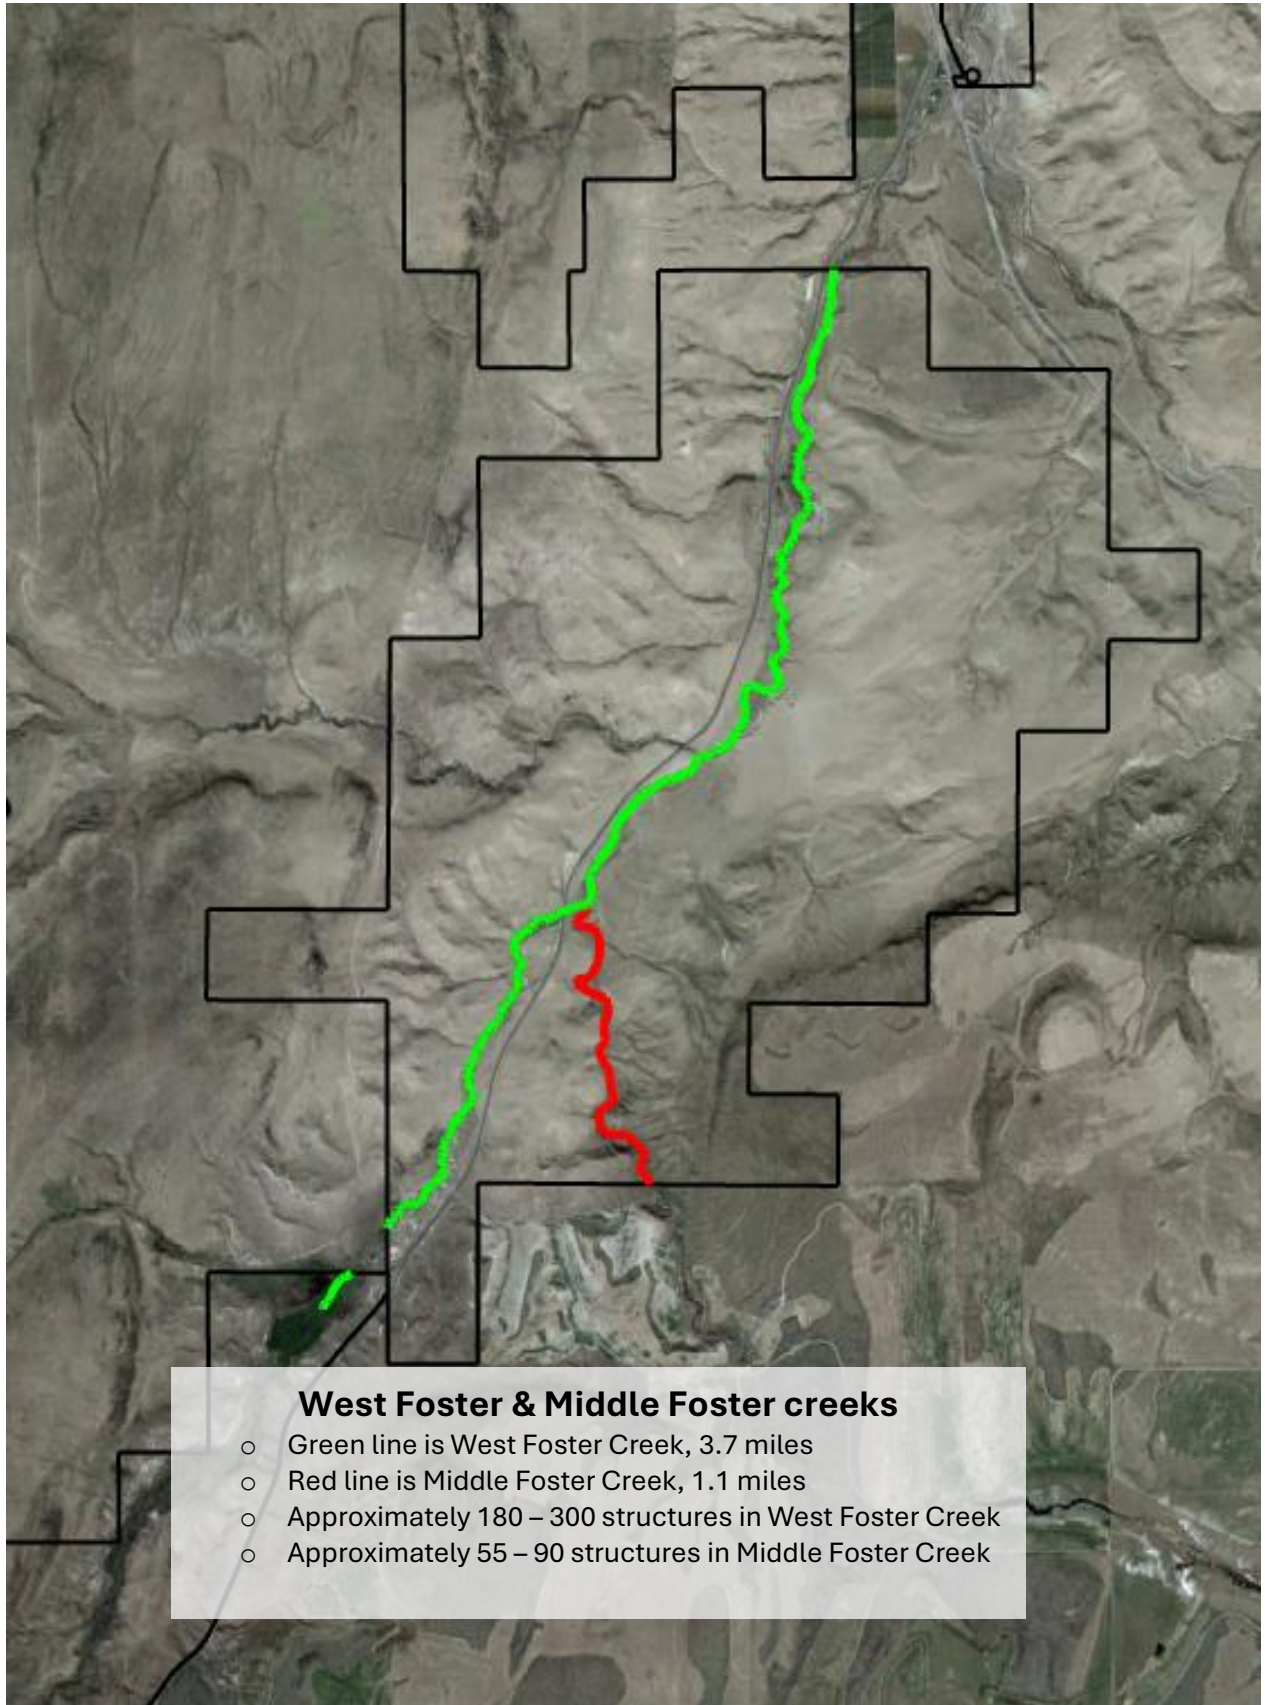 West Foster & Middle Foster creeks
○ Green line is West Foster Creek, 3.7 miles
○ Red line is Middle Foster Creek, 1.1 miles
○ Approximately 180 – 300 structures in West Foster Creek
○ Approximately 55 – 90 structures in Middle Foster Creek